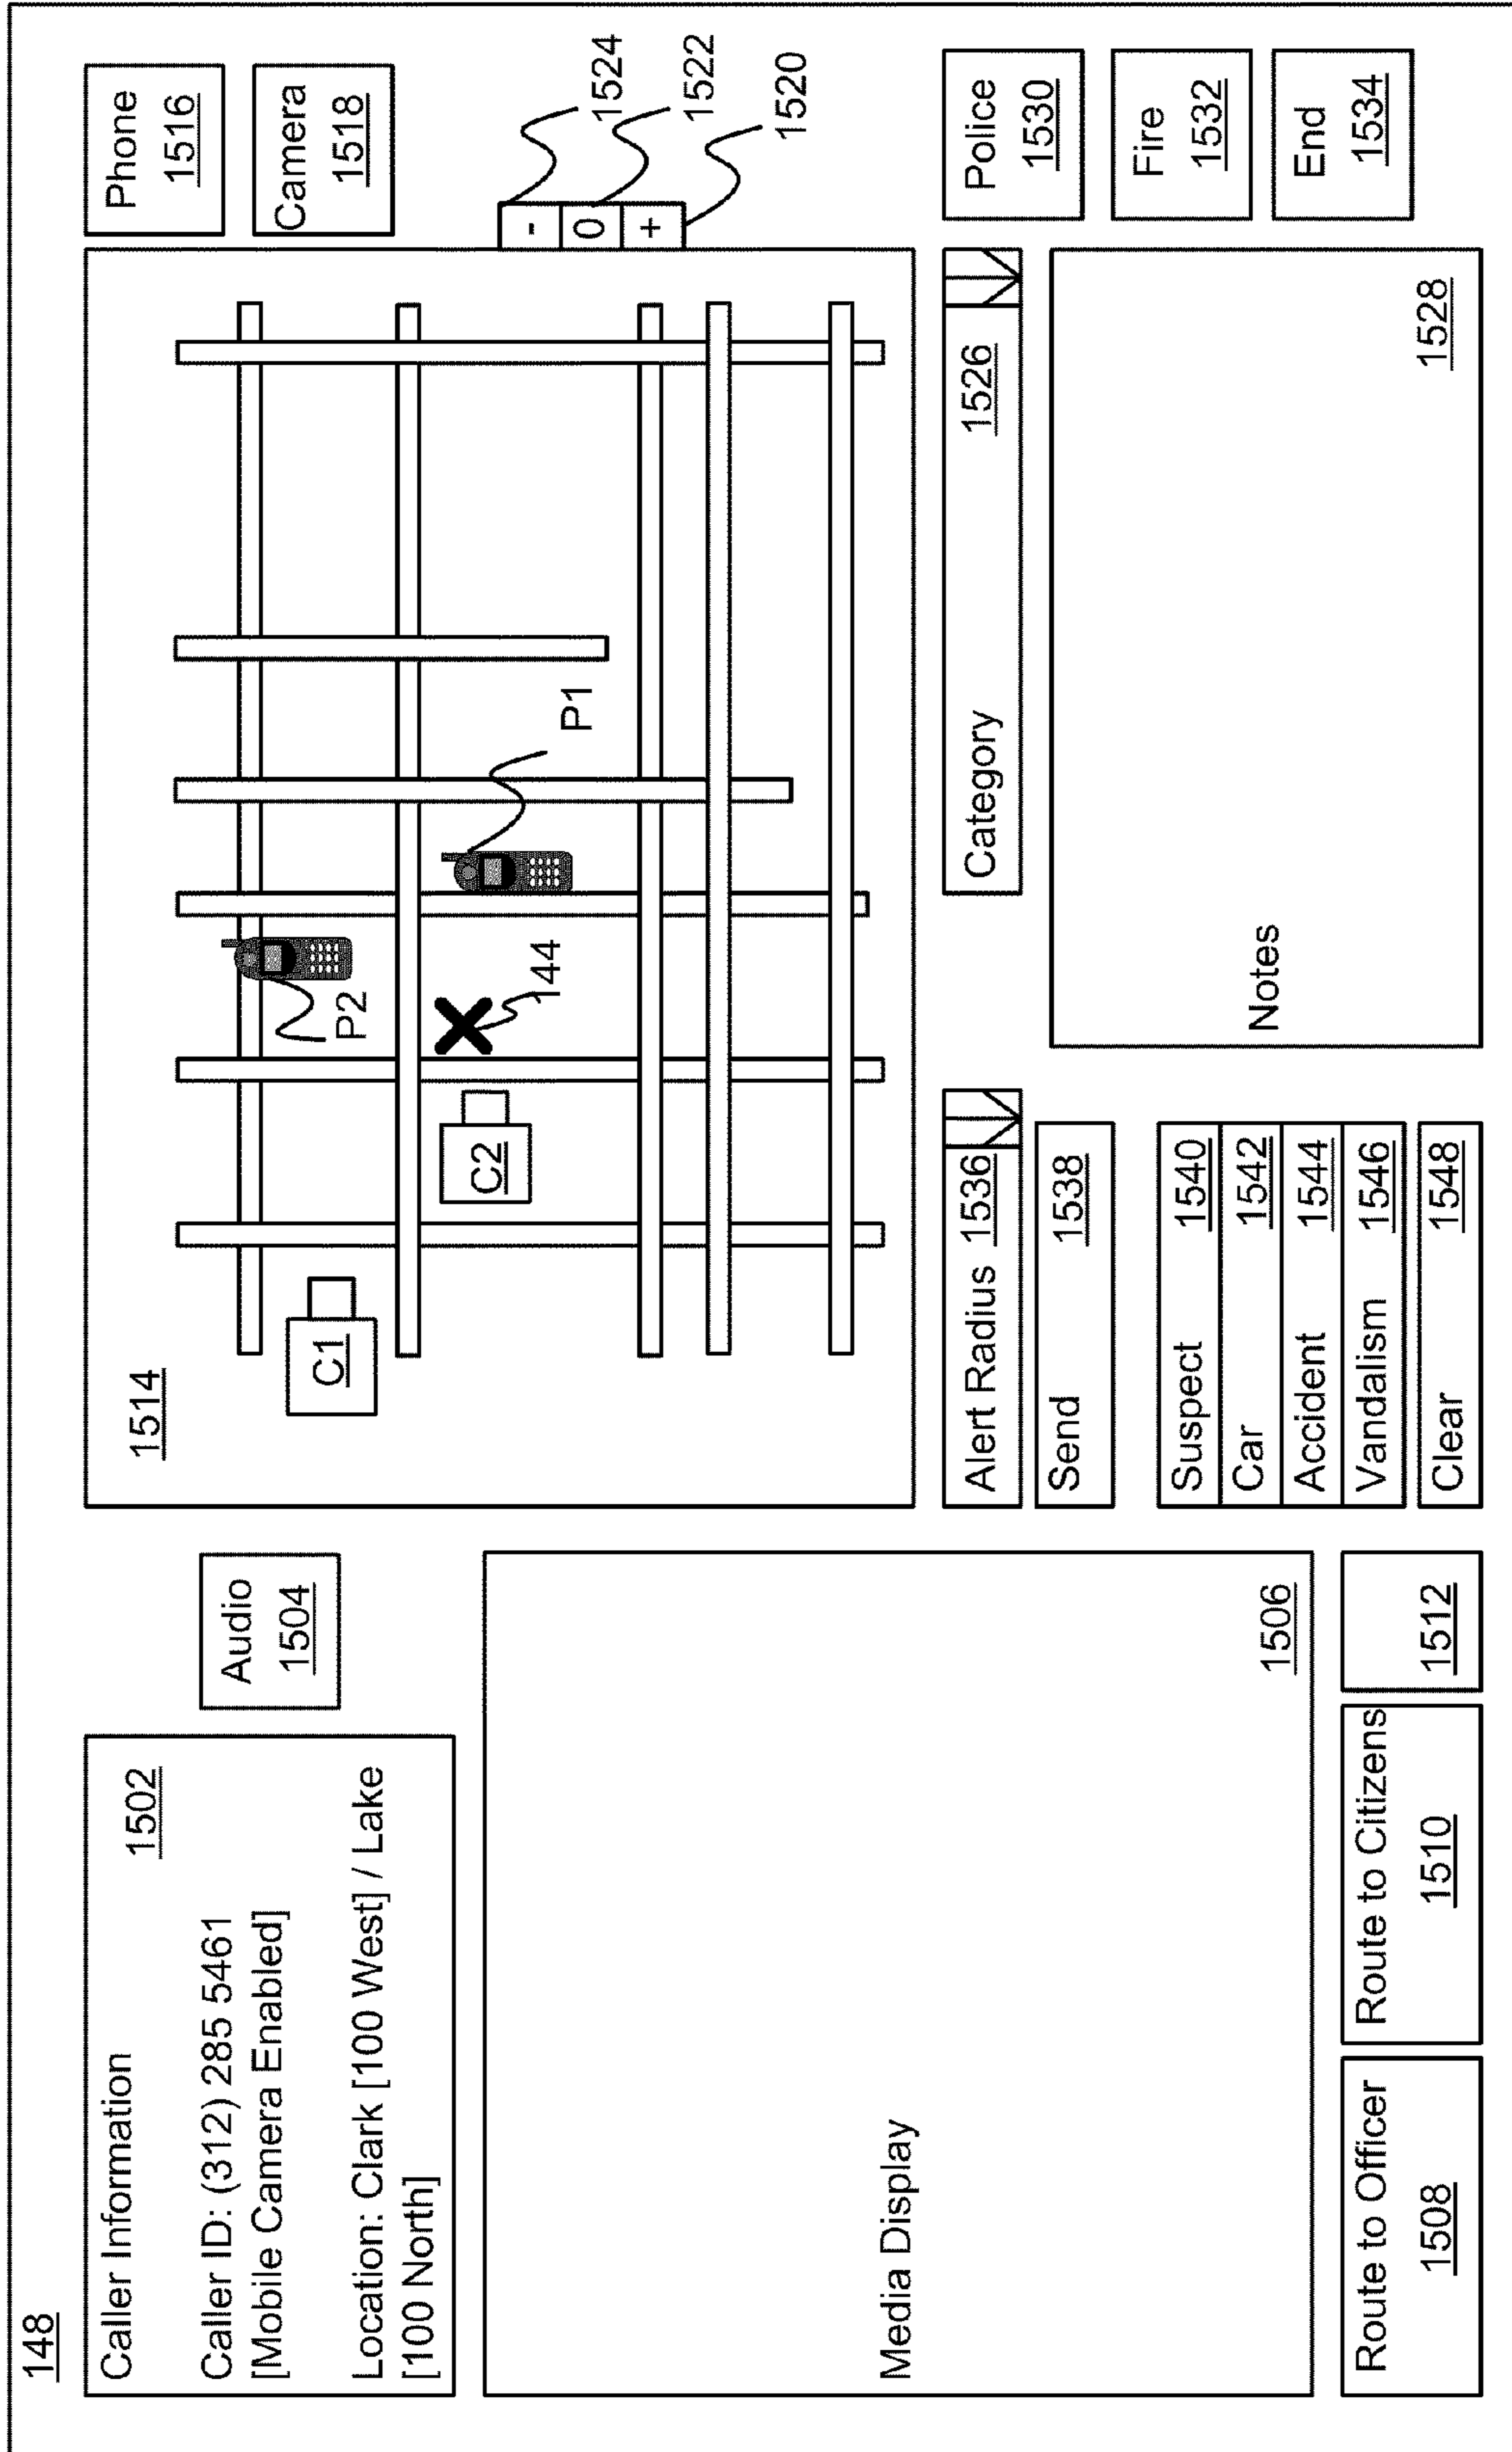 148
Caller Information
1502
Caller ID: (312) 285 5461
[Mobile Camera Enabled]
Location: Clark [100 West] / Lake
[100 North]
Audio
1504
Media Display
1506
Route to Officer
1508
Route to Citizens
1510
1512
1514
C1
C2
P2
144
P1
Phone
1516
Camera
1518
-
0
+
1524
1522
1520
Alert Radius 1536
Send 1538
Suspect 1540
Car 1542
Accident 1544
Vandalism 1546
Clear 1548
Category 1526
Notes
1528
Police
1530
Fire
1532
End
1534